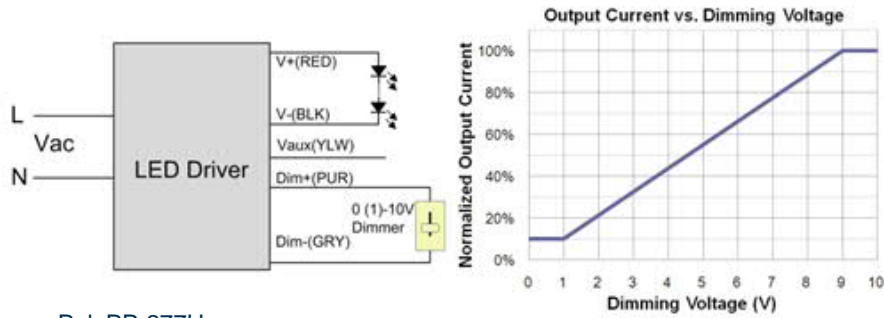 L
Vac
N
LED Driver
V+(RED)
V-(BLK)
Vaux(YLW)
Dim+(PUR)
0 (1)-10V
Dimmer
Dim-(GRY)
Output Current vs. Dimming Voltage
Normalized Output Current
100%
80%
60%
40%
20%
0%
0 1 2 3 4 5 6 7 8 9 10
Dimming Voltage (V)